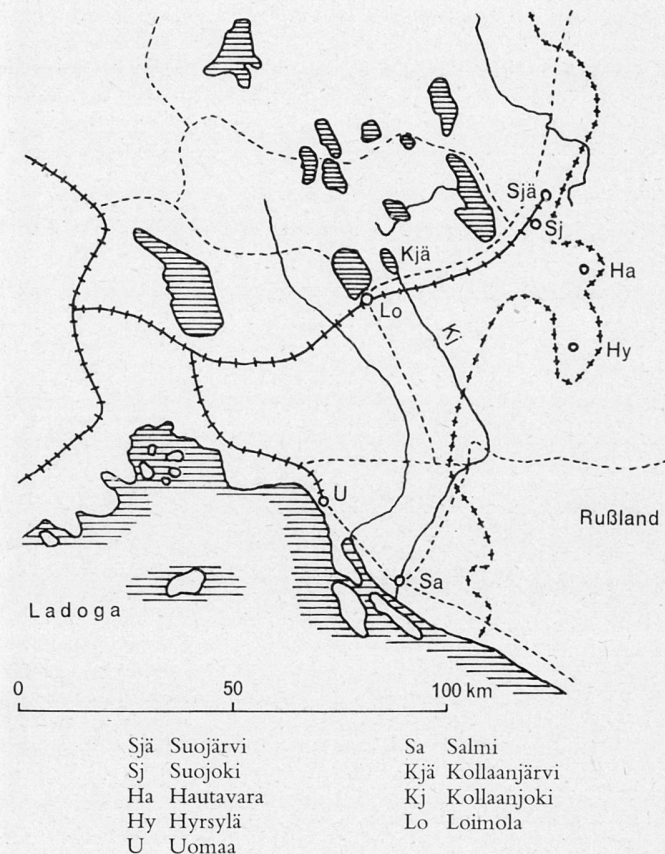 Sjä
Sj
Ha
Kjä
Lo
Kj
Hy
U
Rußland
Sa
Ladoga
0 50 100 km
Sjä Suojärvi
Sj Suojoki
Ha Hautavara
Hy Hyrsylä
U Uomaa
Sa Salmi
Kjä Kollaanjärvi
Kj Kollaanjoki
Lo Loimola